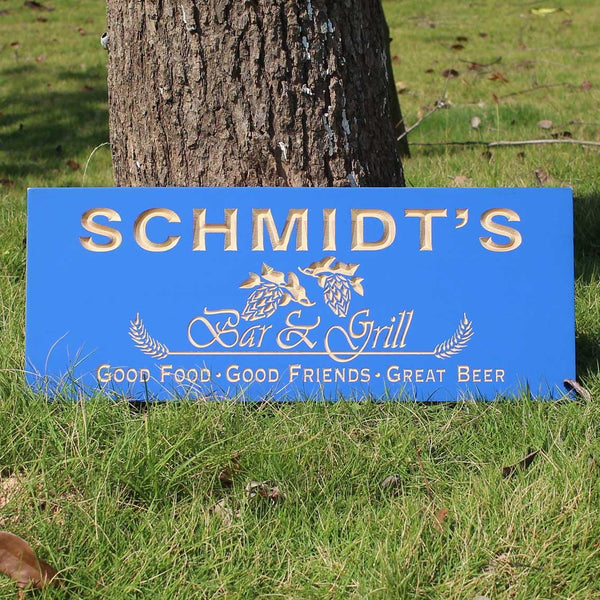 SCHMIDT'S
Bar & Grill
GOOD FOOD · GOOD FRIENDS · GREAT BEER